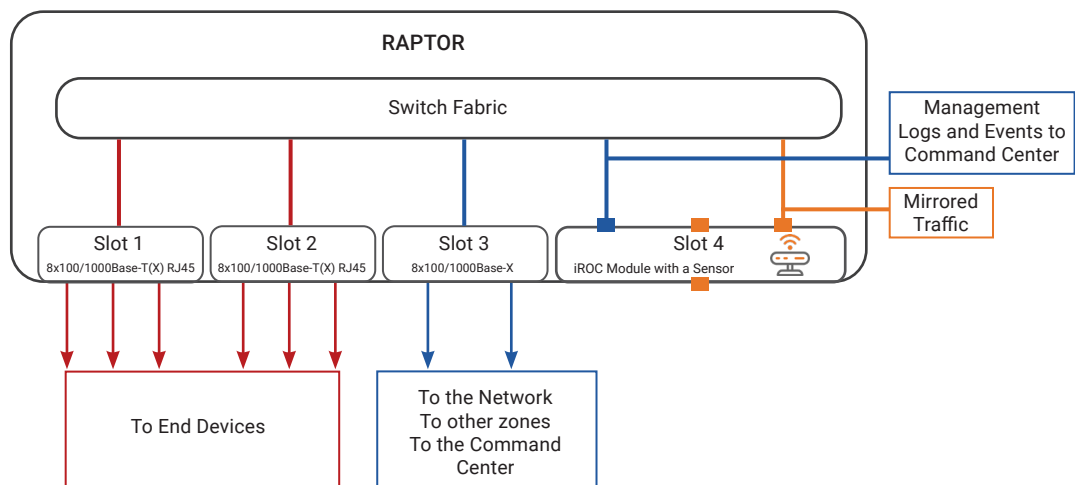 RAPTOR
Switch Fabric
Management
Logs and Events to
Command Center
Mirrored
Traffic
Slot 1
8x100/1000Base-T(X) RJ45
Slot 2
8x100/1000Base-T(X) RJ45
Slot 3
8x100/1000Base-X
Slot 4
iROC Module with a Sensor
To End Devices
To the Network
To other zones
To the Command
Center